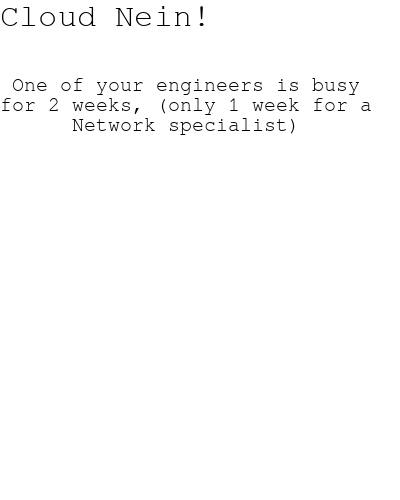 Cloud Nein!
One of your engineers is busy
for 2 weeks, (only 1 week for a
Network specialist)